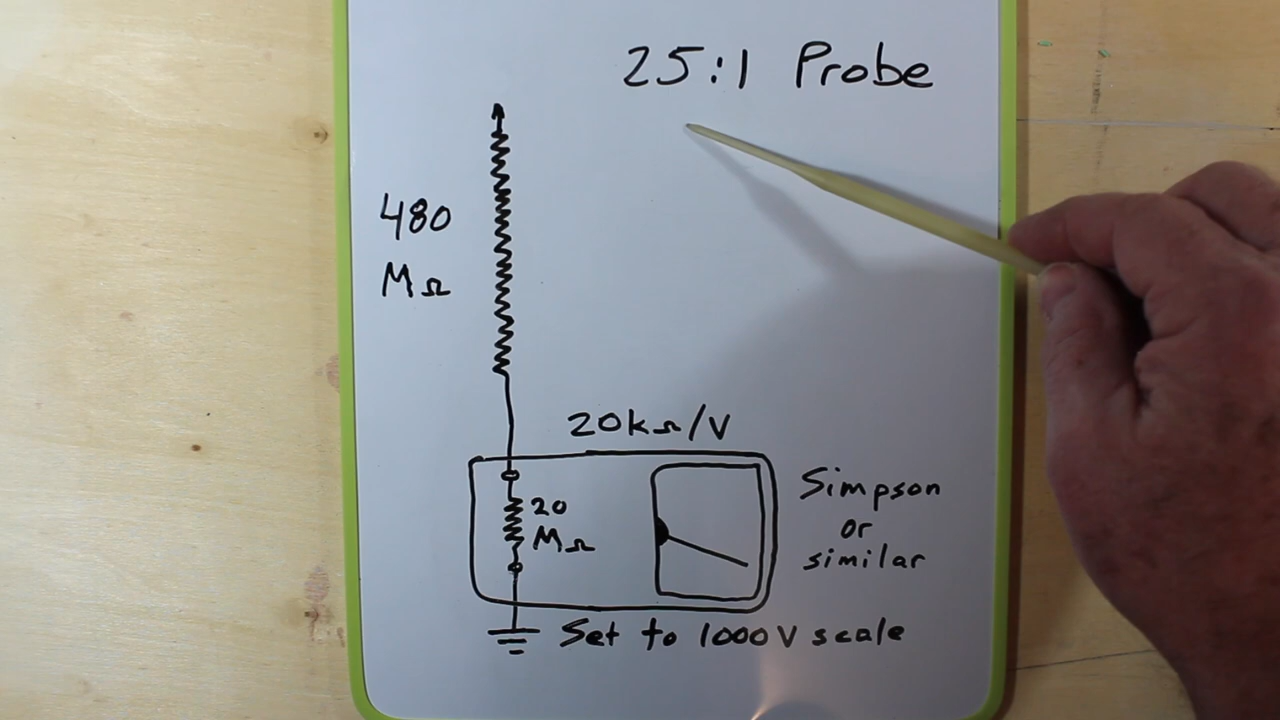 25:1 Probe
480
MΩ
20kΩ/V
20
MΩ
Simpson
or
similar
Set to 1000V scale